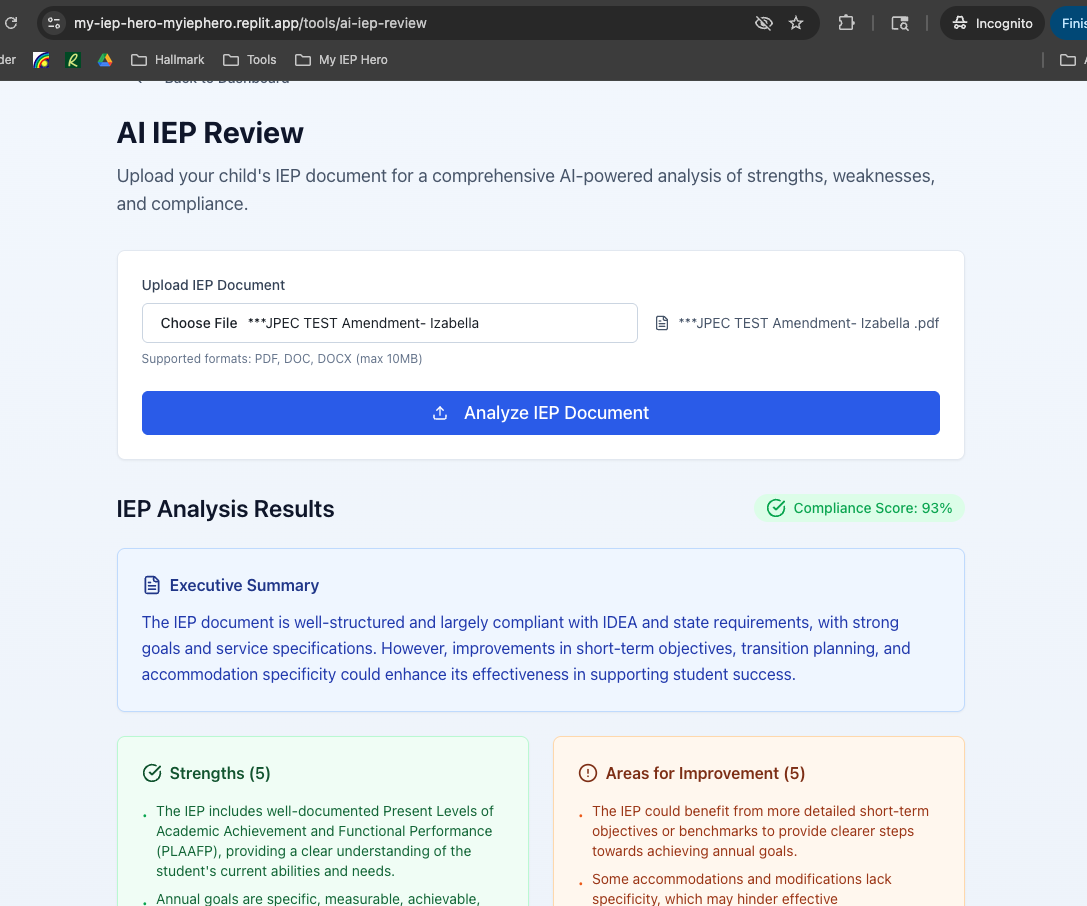 my-iep-hero-myiephero.replit.app/tools/ai-iep-review
Incognito
Finis
der
Hallmark
Tools
My IEP Hero
Back to Dashboard
AI IEP Review
Upload your child's IEP document for a comprehensive AI-powered analysis of strengths, weaknesses,
and compliance.
Upload IEP Document
Choose File ***JPEC TEST Amendment- Izabella
***JPEC TEST Amendment- Izabella .pdf
Supported formats: PDF, DOC, DOCX (max 10MB)
Analyze IEP Document
IEP Analysis Results
Compliance Score: 93%
Executive Summary
The IEP document is well-structured and largely compliant with IDEA and state requirements, with strong
goals and service specifications. However, improvements in short-term objectives, transition planning, and
accommodation specificity could enhance its effectiveness in supporting student success.
Strengths (5)
• The IEP includes well-documented Present Levels of
Academic Achievement and Functional Performance
(PLAAFP), providing a clear understanding of the
student's current abilities and needs.
• Annual goals are specific, measurable, achievable,
Areas for Improvement (5)
• The IEP could benefit from more detailed short-term
objectives or benchmarks to provide clearer steps
towards achieving annual goals.
• Some accommodations and modifications lack
specificity, which may hinder effective